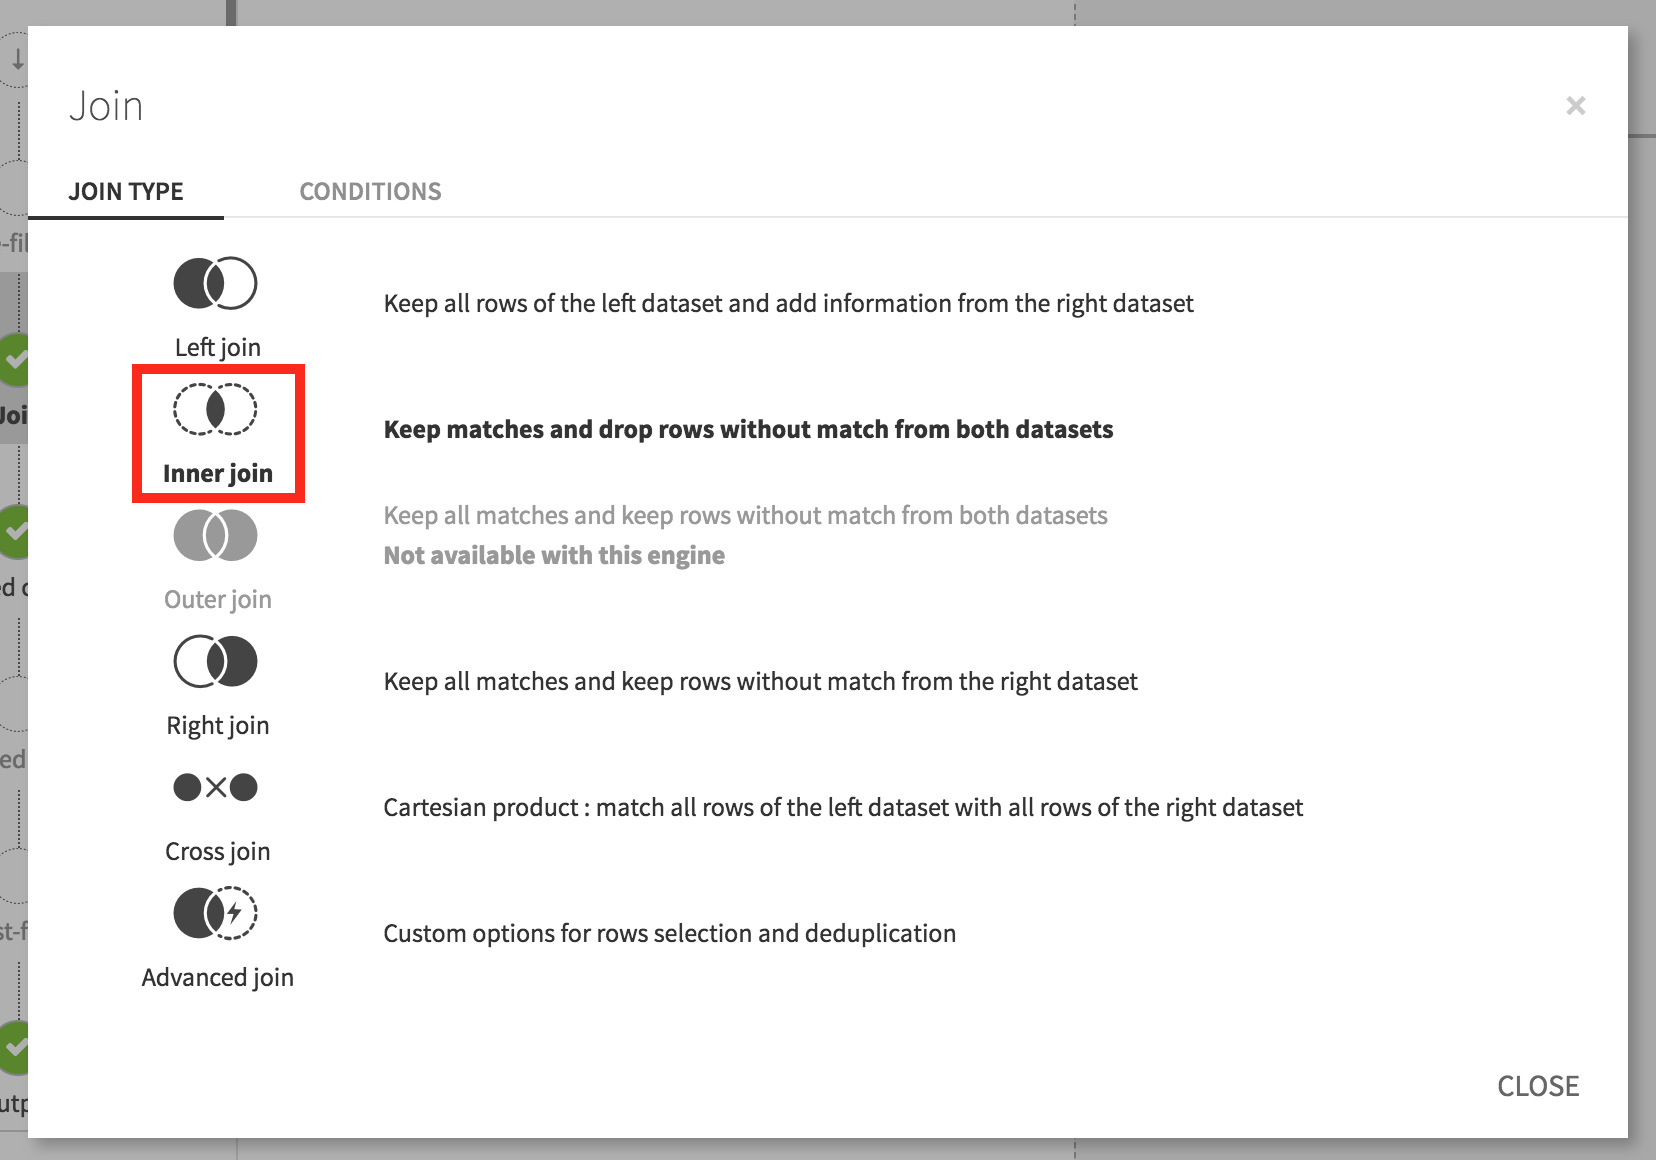 Join
×
JOIN TYPE CONDITIONS
Keep all rows of the left dataset and add information from the right dataset
Left join
Keep matches and drop rows without match from both datasets
Inner join
Keep all matches and keep rows without match from both datasets
Not available with this engine
Outer join
Keep all matches and keep rows without match from the right dataset
Right join
Cartesian product : match all rows of the left dataset with all rows of the right dataset
Cross join
Custom options for rows selection and deduplication
Advanced join
CLOSE